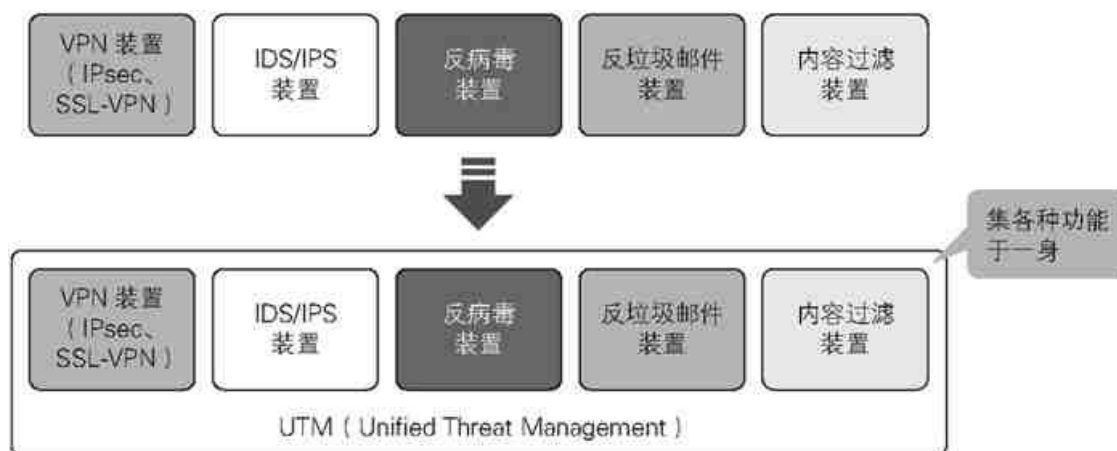 VPN 装置
( IPsec、
SSL-VPN )
IDS/IPS
装置
反病毒
装置
反垃圾邮件
装置
内容过滤
装置
集各种功能
于一身
VPN 装置
( IPsec、
SSL-VPN )
IDS/IPS
装置
反病毒
装置
反垃圾邮件
装置
内容过滤
装置
UTM ( Unified Threat Management )